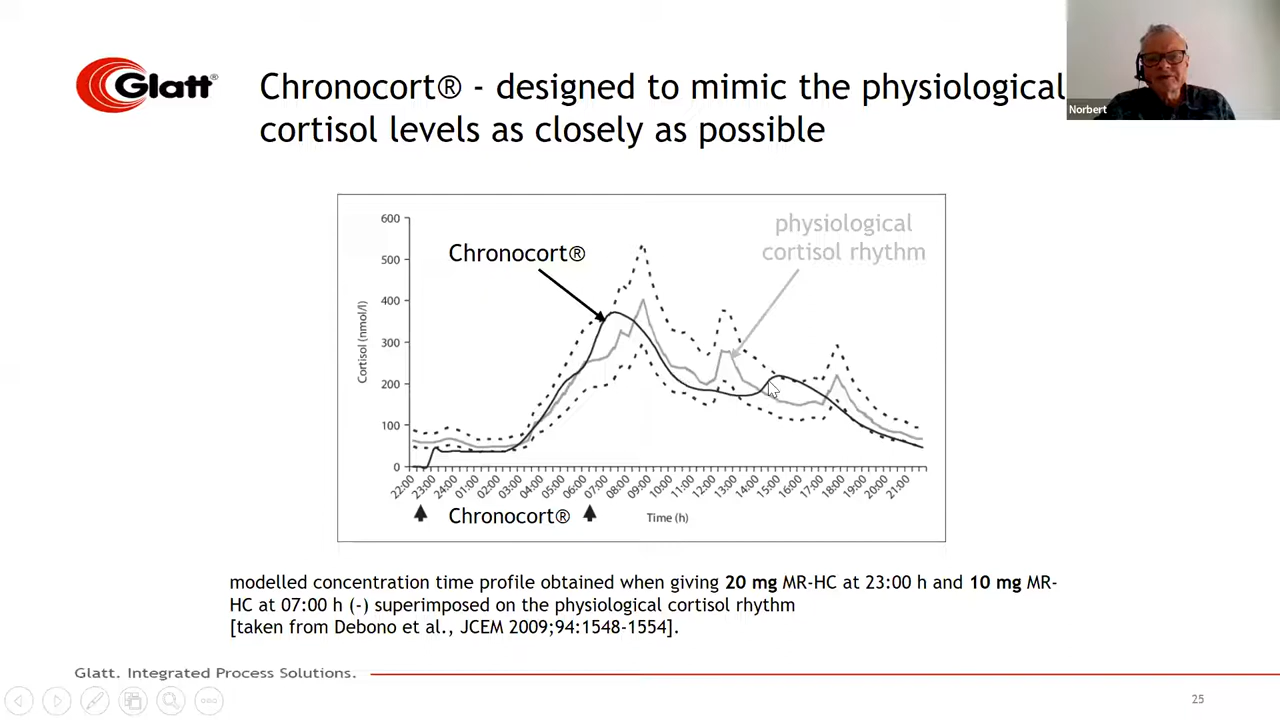 Glatt®
Chronocort® - designed to mimic the physiological
cortisol levels as closely as possible
Norbert
600
500
400
300
200
100
0
Cortisol (nmol/l)
Chronocort®
physiological
cortisol rhythm
22:00
23:00
24:00
01:00
02:00
03:00
04:00
05:00
06:00
07:00
08:00
09:00
10:00
11:00
12:00
13:00
14:00
15:00
16:00
17:00
18:00
19:00
20:00
21:00
Chronocort®
Time (h)
modelled concentration time profile obtained when giving 20 mg MR-HC at 23:00 h and 10 mg MR-
HC at 07:00 h (-) superimposed on the physiological cortisol rhythm
[taken from Debono et al., JCEM 2009;94:1548-1554].
Glatt. Integrated Process Solutions.
25